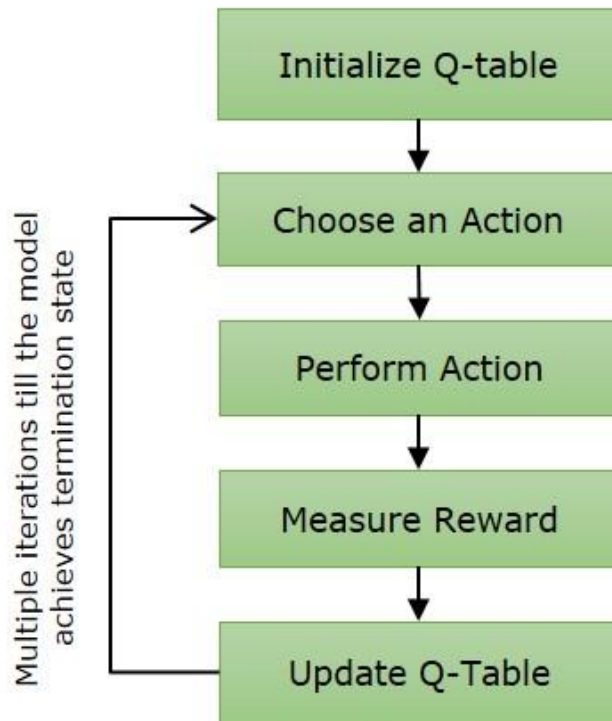 Initialize Q-table
Choose an Action
Perform Action
Measure Reward
Update Q-Table
Multiple iterations till the model
achieves termination state